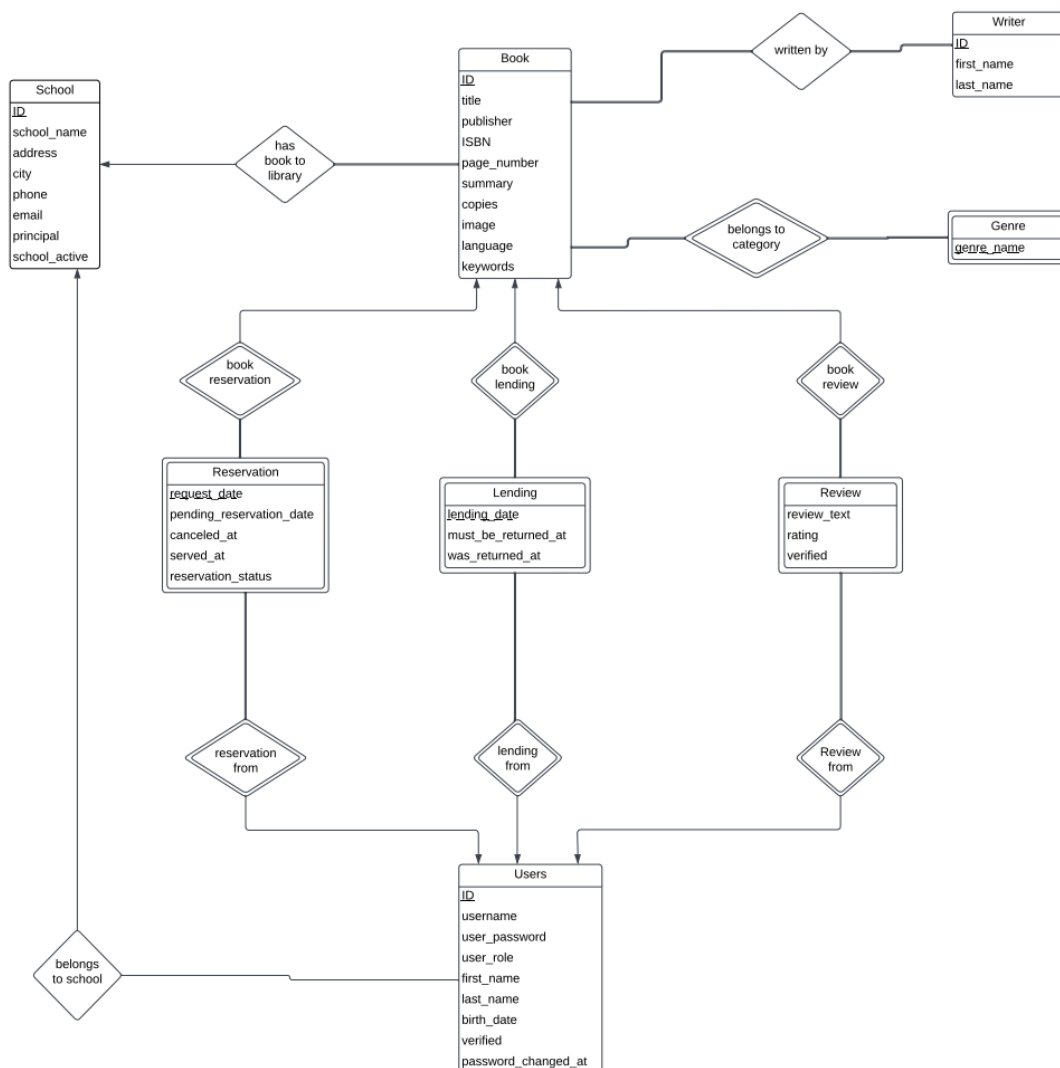 Writer
ID
first_name
last_name
written by
Book
ID
title
publisher
ISBN
page_number
summary
copies
image
language
keywords
School
ID
school_name
address
city
phone
email
principal
school_active
has
book to
library
belongs to
category
Genre
genre_name
book
reservation
book
lending
book
review
Reservation
request_date
pending_reservation_date
canceled_at
served_at
reservation_status
Lending
lending_date
must_be_returned_at
was_returned_at
Review
review_text
rating
verified
reservation
from
lending
from
Review
from
Users
ID
username
user_password
user_role
first_name
last_name
birth_date
verified
password_changed_at
belongs
to school